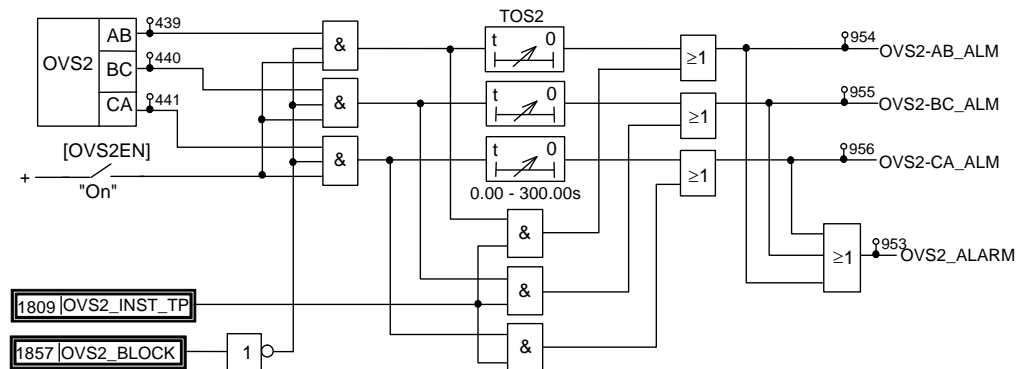 TOS2
OVS2
AB
439
BC
440
CA
441
[OVS2EN]
+
"On"
&
&
&
t 0
t 0
t 0
0.00 - 300.00s
≥1
≥1
≥1
954
OVS2-AB_ALM
955
OVS2-BC_ALM
956
OVS2-CA_ALM
&
&
&
≥1
953
OVS2_ALARM
1809 OVS2_INST_TP
1857 OVS2_BLOCK
1